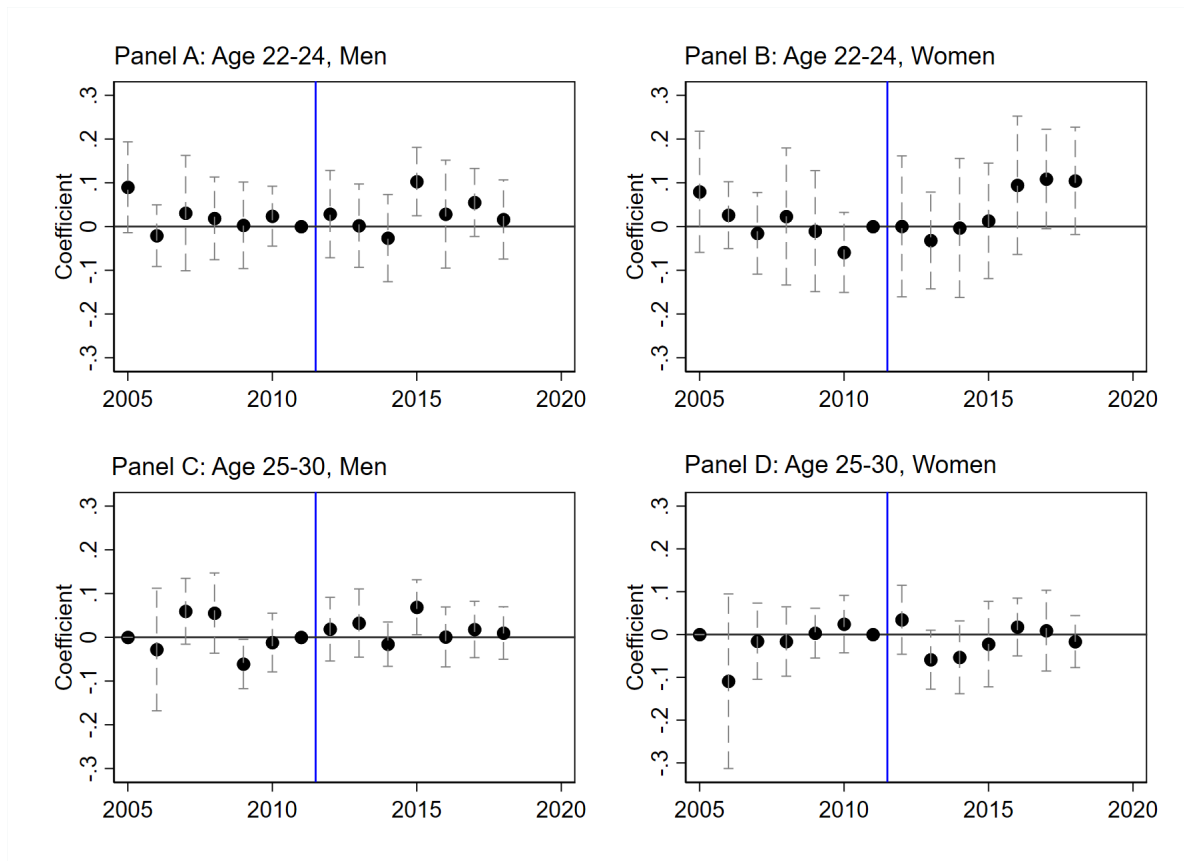 Panel A: Age 22-24, Men
Coefficient
.3
.2
.1
0
-.1
-.2
-.3
2005 2010 2015 2020
Panel B: Age 22-24, Women
Coefficient
.3
.2
.1
0
-.1
-.2
-.3
2005 2010 2015 2020
Panel C: Age 25-30, Men
Coefficient
.3
.2
.1
0
-.1
-.2
-.3
2005 2010 2015 2020
Panel D: Age 25-30, Women
Coefficient
.3
.2
.1
0
-.1
-.2
-.3
2005 2010 2015 2020